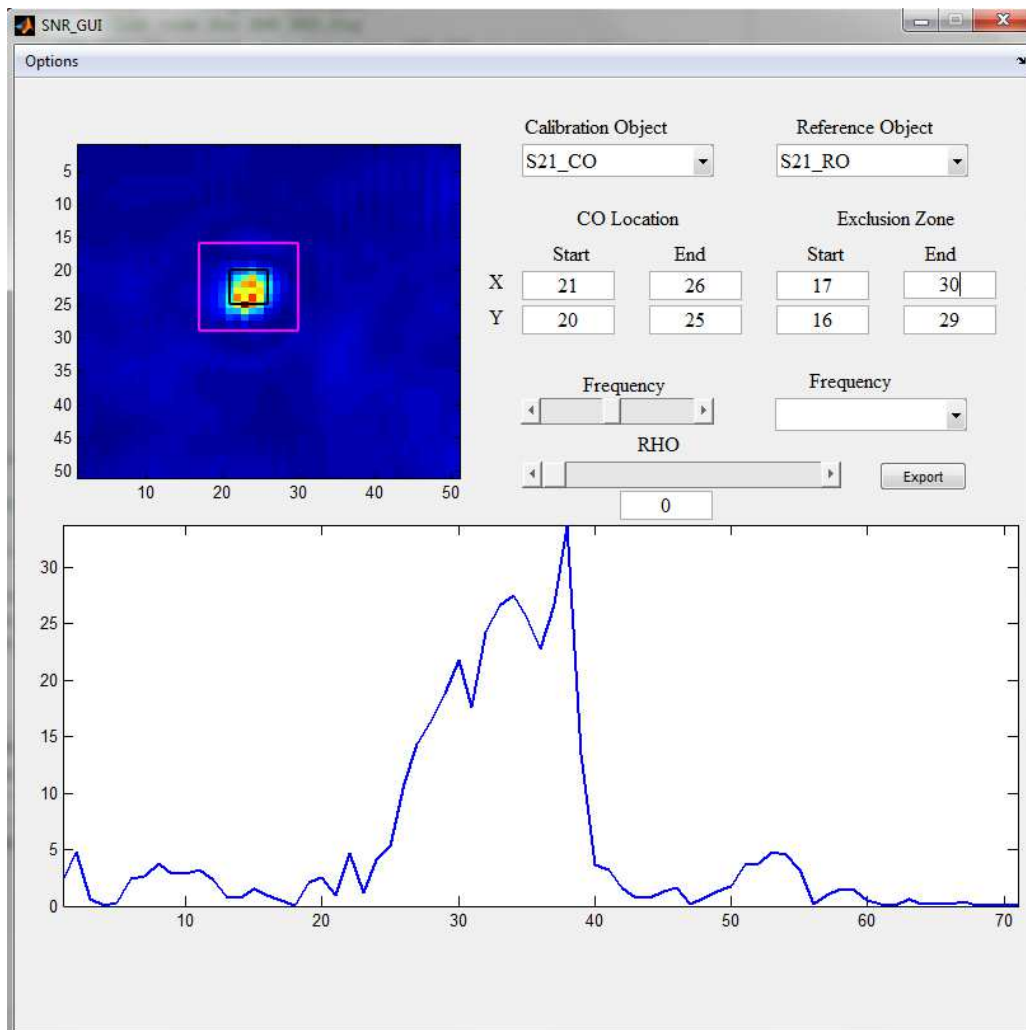 SNR_GUI
Options
Calibration Object Reference Object
S21_CO S21_RO
CO Location Exclusion Zone
Start End Start End
X 21 26 17 30
Y 20 25 16 29
Frequency Frequency
RHO
0
Export
5
10
15
20
25
30
35
40
45
50
10 20 30 40 50
30
25
20
15
10
5
0
10 20 30 40 50 60 70